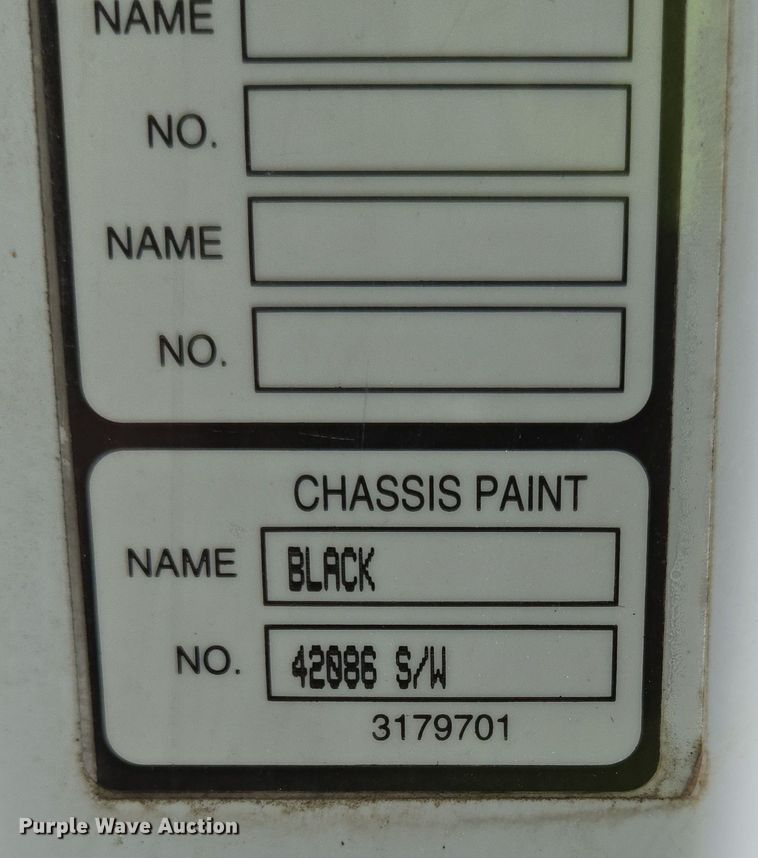 NAME
NO.
NAME
NO.
CHASSIS PAINT
NAME BLACK
NO. 42086 S/W
3179701
Purple Wave Auction